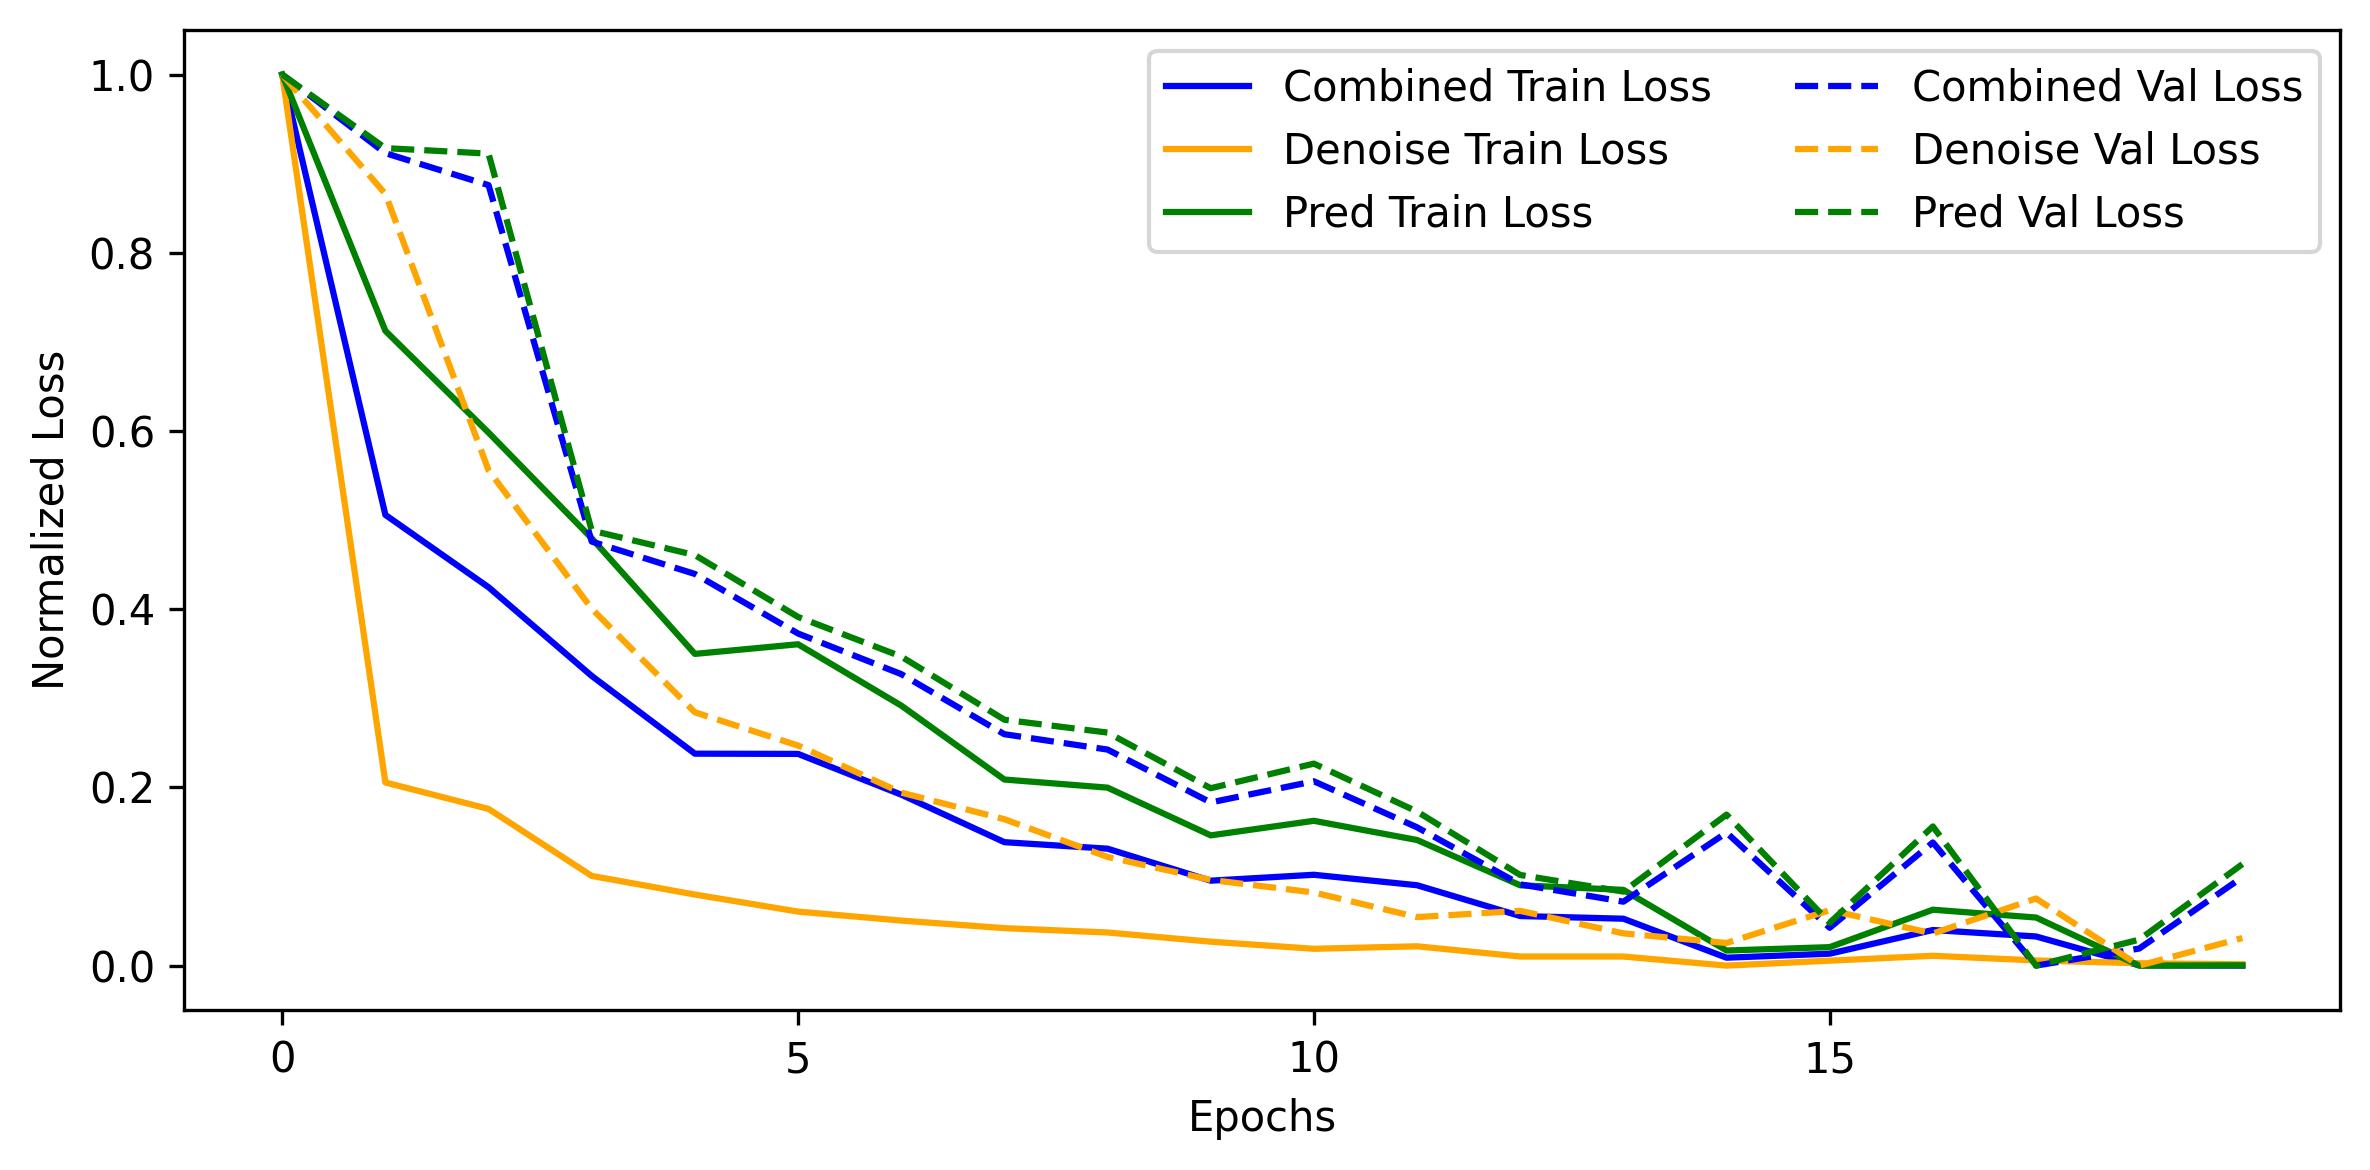 Combined Train Loss
Denoise Train Loss
Pred Train Loss
Combined Val Loss
Denoise Val Loss
Pred Val Loss
Normalized Loss
1.0
0.8
0.6
0.4
0.2
0.0
0
5
10
15
Epochs